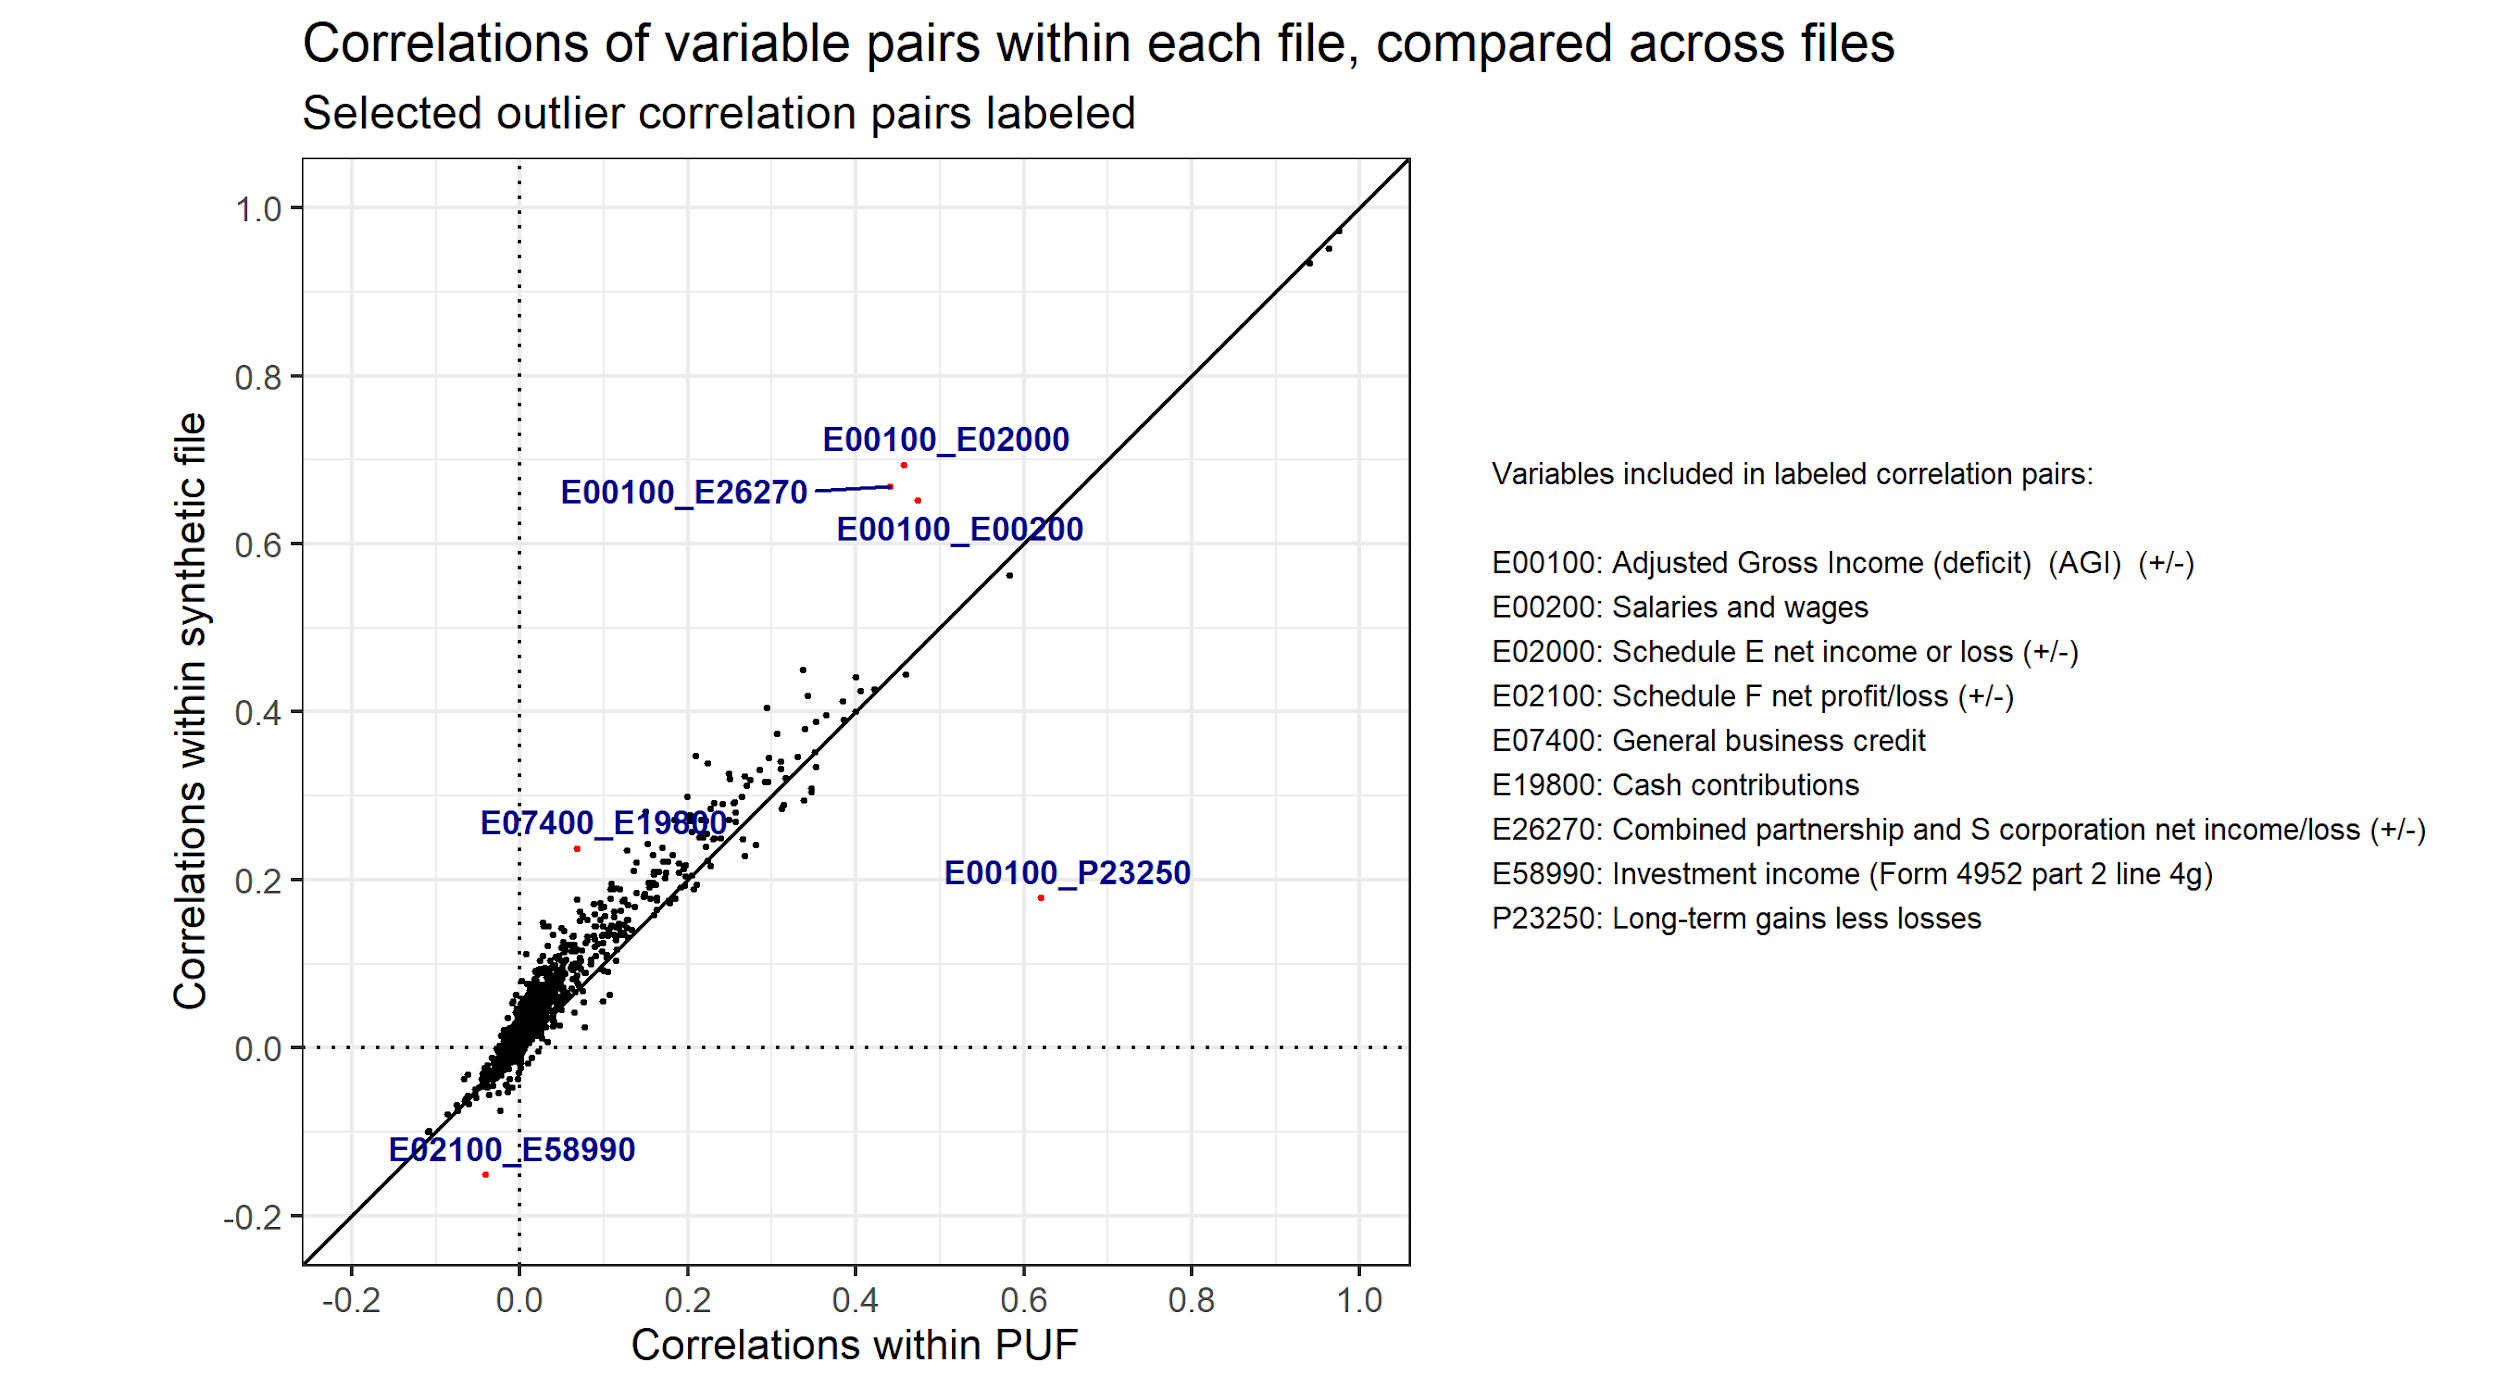 Correlations of variable pairs within each file, compared across files
Selected outlier correlation pairs labeled
Correlations within synthetic file
1.0
0.8
0.6
0.4
0.2
0.0
-0.2
E00100_E02000
E00100_E26270
E00100_E00200
E07400_E19800
E00100_P23250
E02100_E58990
-0.2 0.0 0.2 0.4 0.6 0.8 1.0
Correlations within PUF
Variables included in labeled correlation pairs:
E00100: Adjusted Gross Income (deficit)  (AGI)  (+/-)
E00200: Salaries and wages
E02000: Schedule E net income or loss (+/-)
E02100: Schedule F net profit/loss (+/-)
E07400: General business credit
E19800: Cash contributions
E26270: Combined partnership and S corporation net income/loss (+/-)
E58990: Investment income (Form 4952 part 2 line 4g)
P23250: Long-term gains less losses